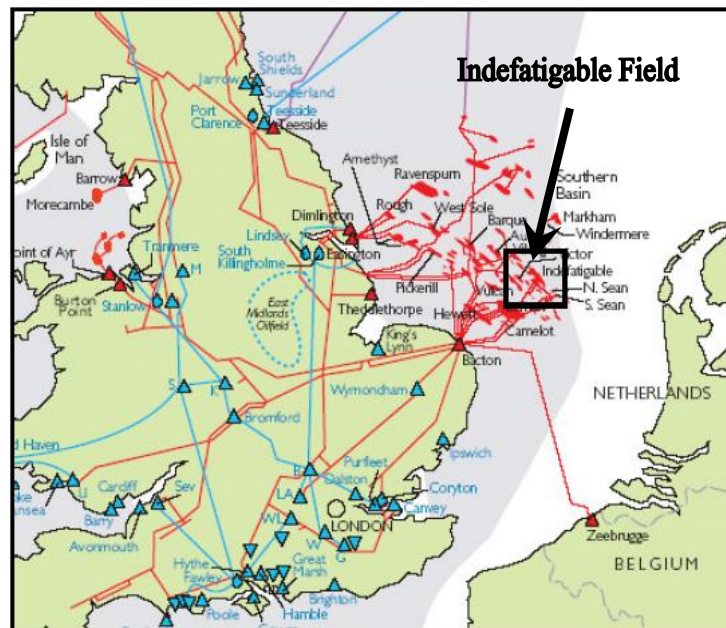 Indefatigable Field
South
Shields
Jarrow
Sunderland
Port
Clarence
Teesside
Teesside
Isle of
Man
Barrow
Morecambe
Amethyst
Ravenspurn
Rough
Southern
Basin
Markham
Windermere
West Sole
Barque
Dimlington
Lindsey
South
Killingholme
Easington
Point of Ayr
Tranmere
M
Burton
Point
Stanlow
East
Midlands
Oilfield
Pickerill
Indefatigable
N. Sean
S. Sean
Vulcan
Theddlethorpe
Hewett
Camelot
King's
Lynn
Bacton
S
K
Wymondham
NETHERLANDS
Bromford
Ipswich
B
Purfleet
Dalston
Coryton
Cardiff
Sev
Barry
Avonmouth
LA
WL
LONDON
Canvey
W
G
Zeebrugge
BELGIUM
Hythe
Fawley
Great
Marsh
Hamble
Brighton
Poole